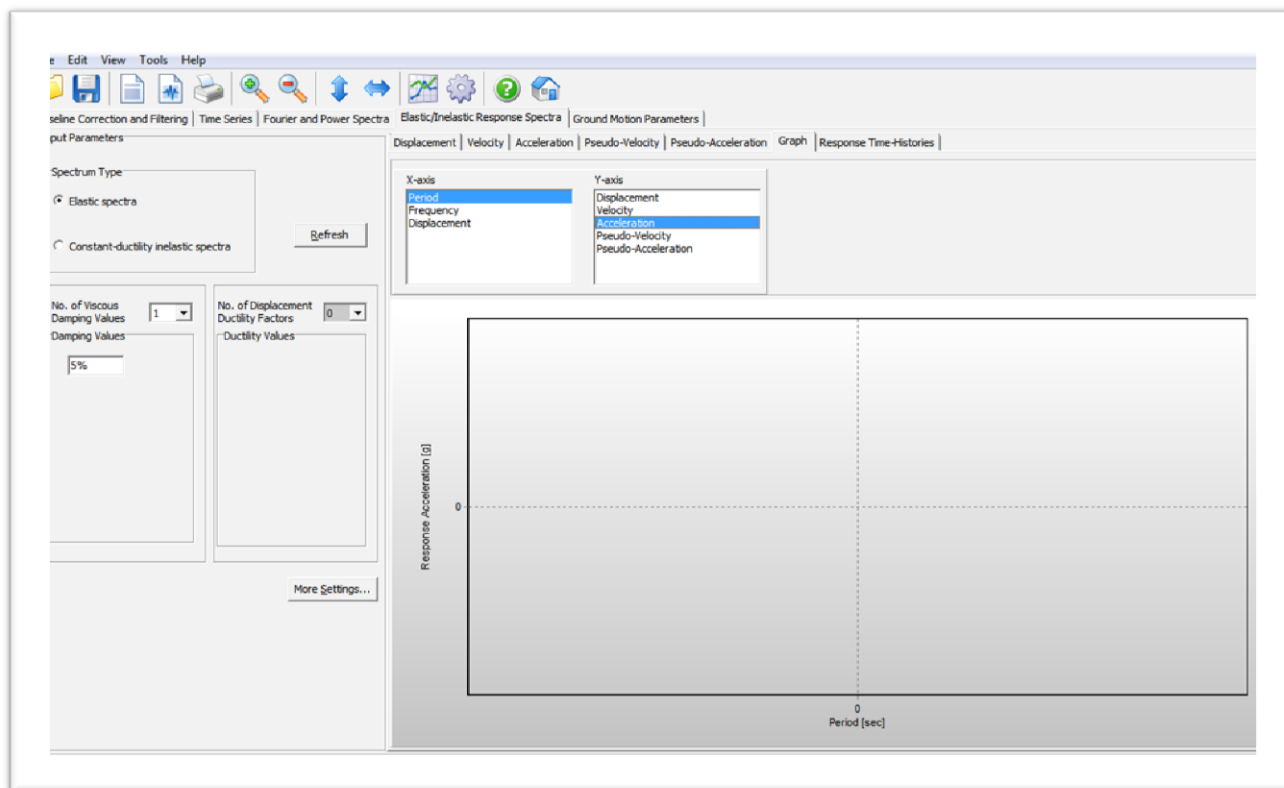 e Edit View Tools Help
seline Correction and Filtering Time Series Fourier and Power Spectra Elastic/Inelastic Response Spectra Ground Motion Parameters
put Parameters
Displacement Velocity Acceleration Pseudo-Velocity Pseudo-Acceleration Graph Response Time-Histories
Spectrum Type
Elastic spectra
Constant-ductility inelastic spectra
Refresh
X-axis
Period
Frequency
Displacement
Y-axis
Displacement
Velocity
Acceleration
Pseudo-Velocity
Pseudo-Acceleration
No. of Viscous
Damping Values
1
No. of Displacement
Ductility Factors
0
Damping Values
5%
Ductility Values
More Settings...
Response Acceleration [g]
0
0
Period [sec]